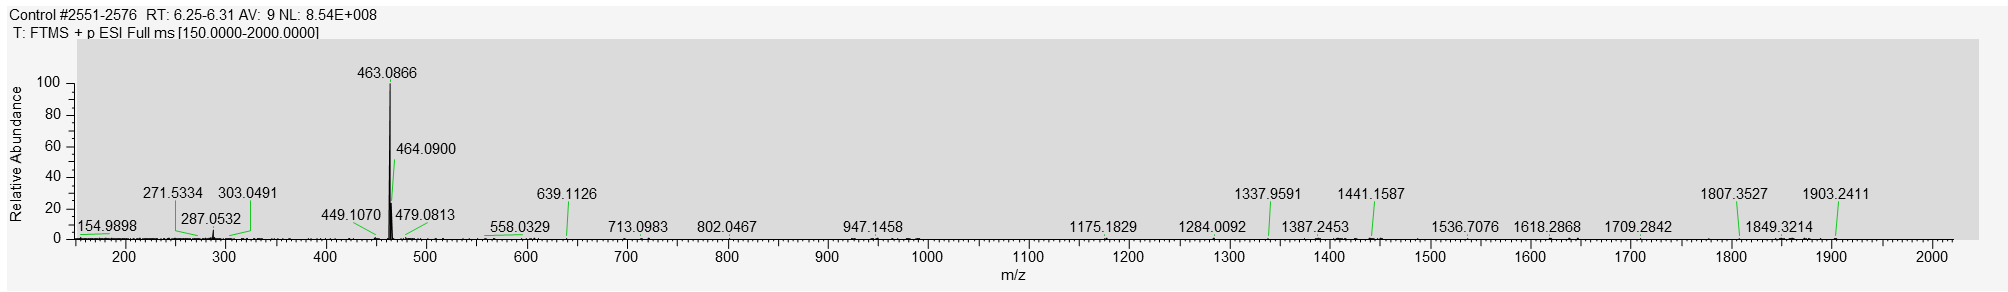 Control #2551-2576 RT: 6.25-6.31 AV: 9 NL: 8.54E+008
T: FTMS + p ESI Full ms [150.0000-2000.0000]
463.0866
100
80
464.0900
60
40
271.5334 303.0491 639.1126 1337.9591 1441.1587 1807.3527 1903.2411
20
287.0532 449.1070 479.0813
154.9898 558.0329 713.0983 802.0467 947.1458 1175.1829 1284.0092 1387.2453 1536.7076 1618.2868 1709.2842 1849.3214
0
200 300 400 500 600 700 800 900 1000 1100 1200 1300 1400 1500 1600 1700 1800 1900 2000
m/z
Relative Abundance